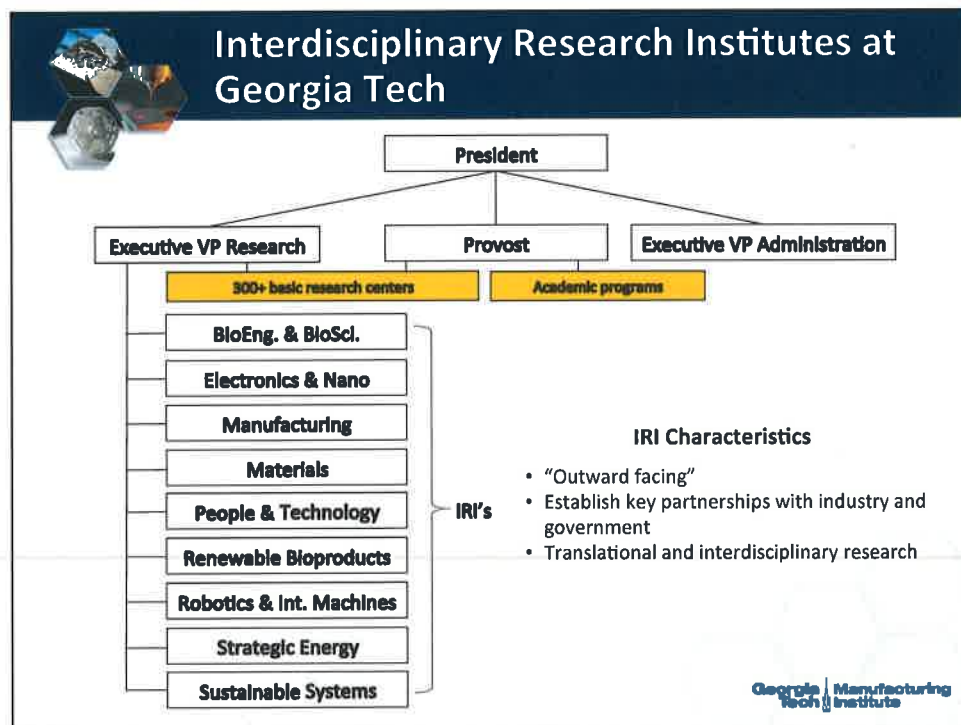 Interdisciplinary Research Institutes at
Georgia Tech
President
Executive VP Research
Provost
Executive VP Administration
300+ basic research centers
Academic programs
BioEng. & BioSci.
Electronics & Nano
Manufacturing
Materials
People & Technology
Renewable Bioproducts
Robotics & Int. Machines
Strategic Energy
Sustainable Systems
IRI's
IRI Characteristics
• “Outward facing”
• Establish key partnerships with industry and
government
• Translational and interdisciplinary research
Georgia Tech
Manufacturing Institute